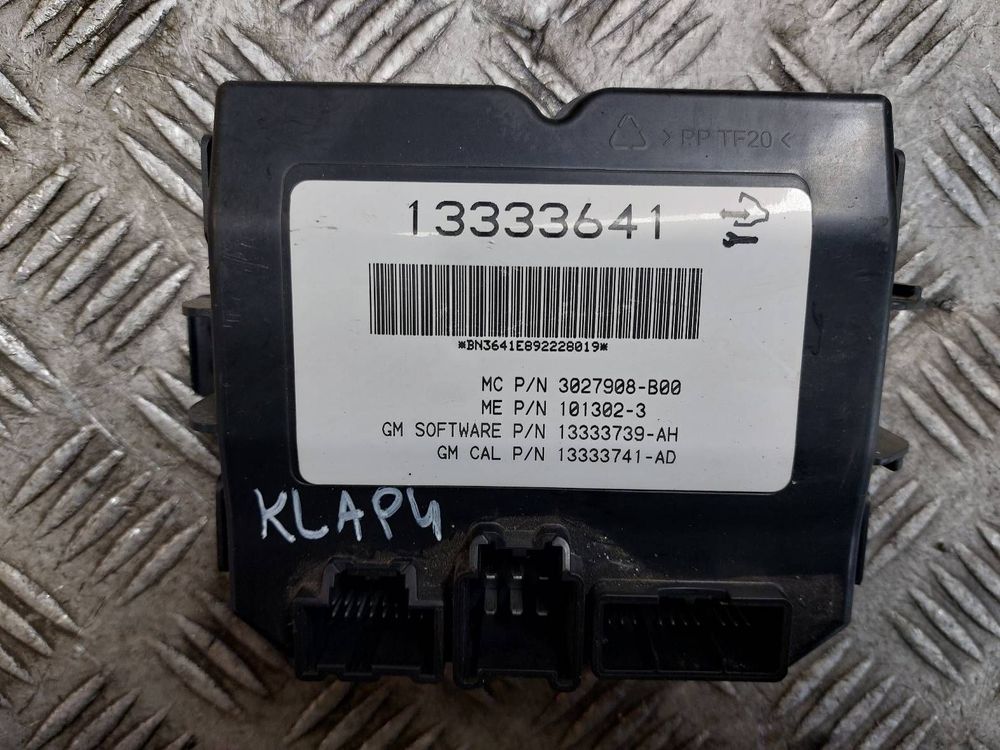 > PP TF20 <
13333641
*BN3641E892228019*
MC P/N 3027908-B00
ME P/N 101302-3
GM SOFTWARE P/N 13333739-AH
GM CAL P/N 13333741-AD
KLAPY